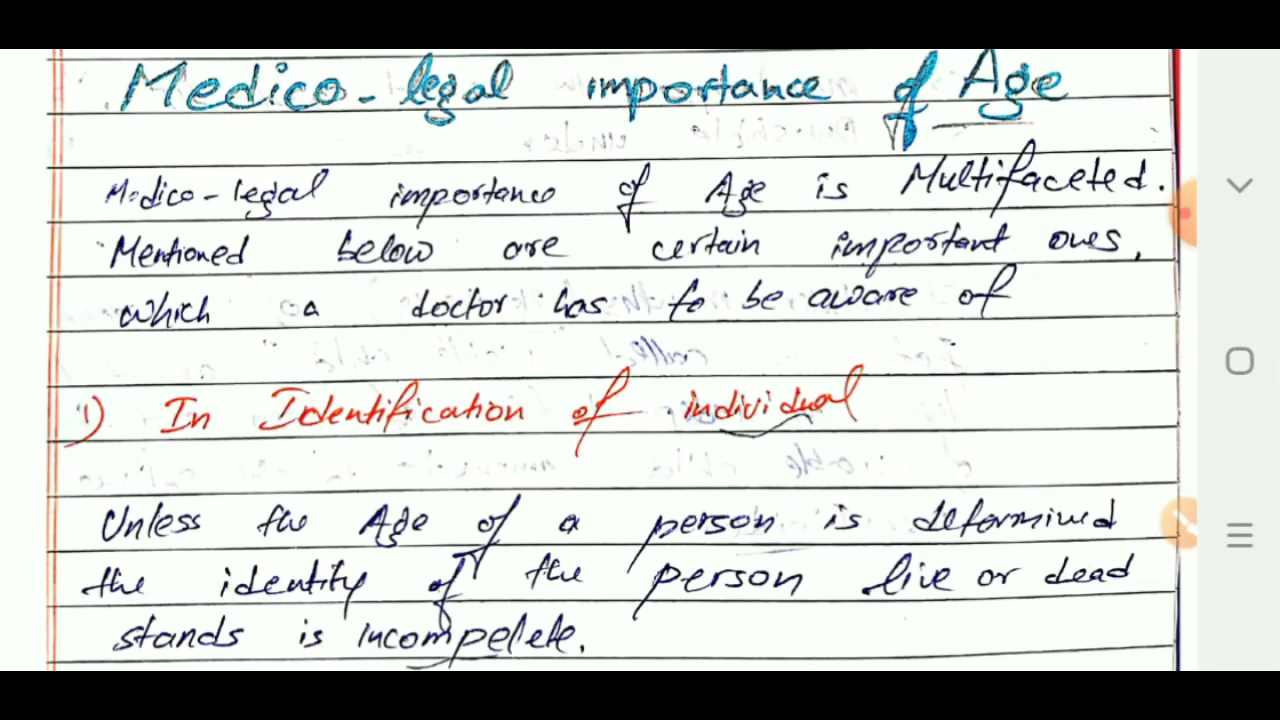 Medico-legal importance of Age
Medico-legal importance of Age is Multifaceted.
Mentioned below are certain important ones,
which a doctor has to be aware of
1) In Identification of individual
Unless the Age of a person is determined
the identity of the person live or dead
stands is incompelete.